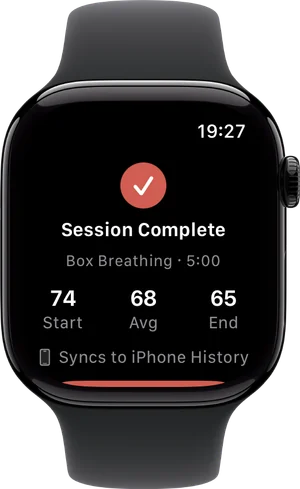 19:27
Session Complete
Box Breathing · 5:00
74 68 65
Start Avg End
Syncs to iPhone History